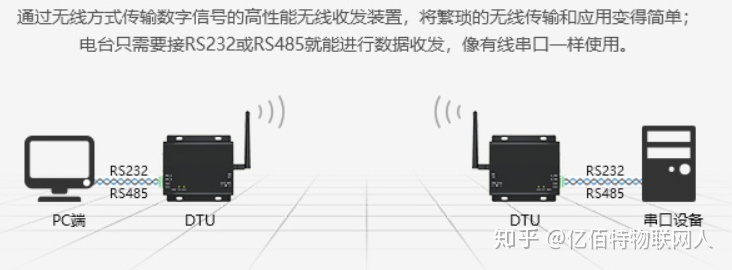 通过无线方式传输数字信号的高性能无线收发装置，将繁琐的无线传输和应用变得简单；
电台只需要接RS232或RS485就能进行数据收发，像有线串口一样使用。
RS232
RS485
RS232
RS485
PC端
DTU
DTU
串口设备
知乎 @亿佰特物联网人